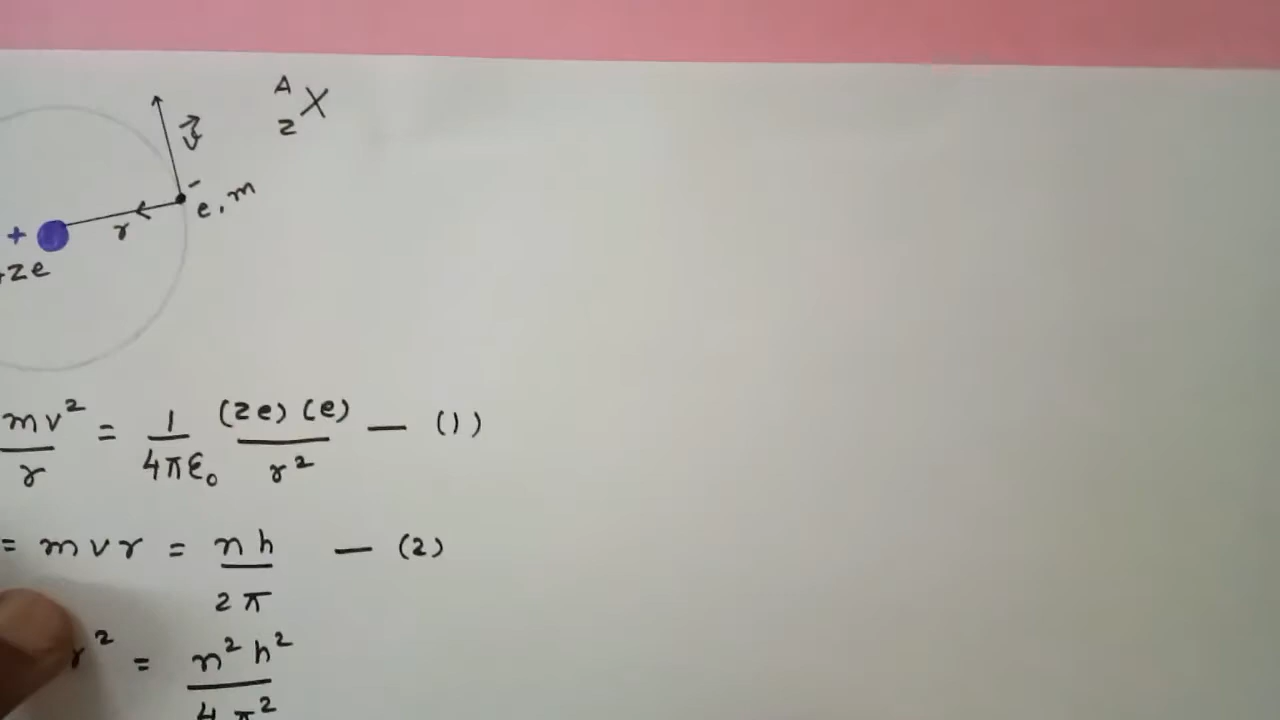 A
Z X
v⃗
- e, m
r
+
+Ze
mv² / r = 1 / 4πε₀ (Ze) (e) / r² — (1)
= mvr = nh / 2π — (2)
r² = n²h² / 4π²